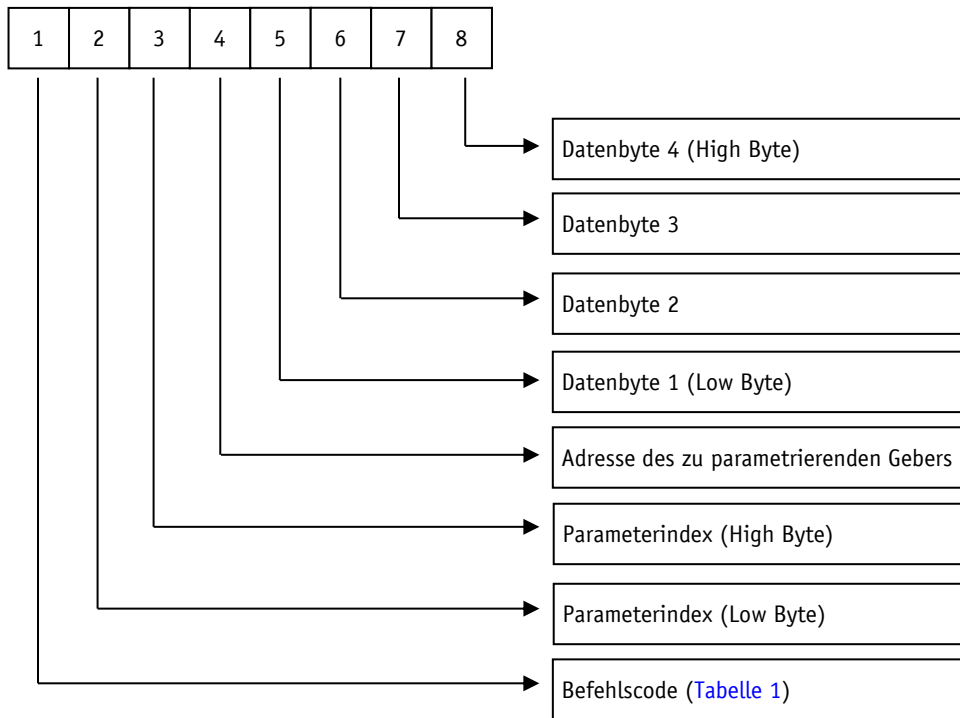 1 2 3 4 5 6 7 8
Datenbyte 4 (High Byte)
Datenbyte 3
Datenbyte 2
Datenbyte 1 (Low Byte)
Adresse des zu parametrierenden Gebers
Parameterindex (High Byte)
Parameterindex (Low Byte)
Befehlscode (Tabelle 1)